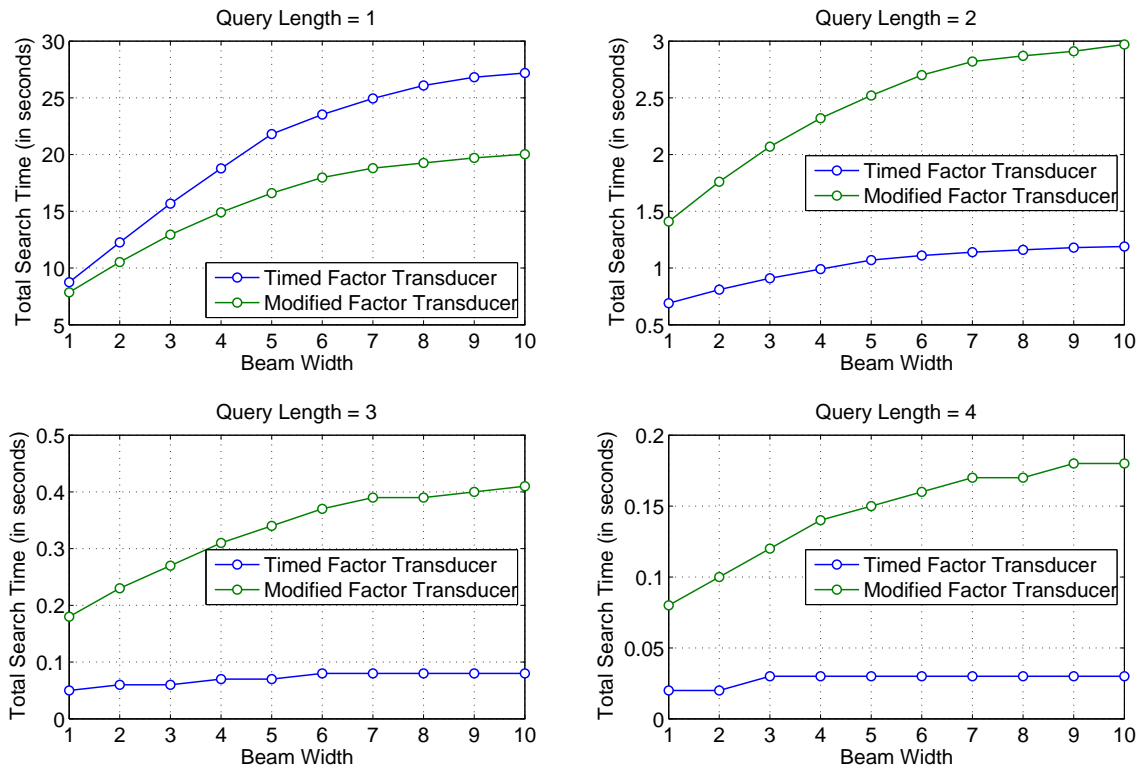 Query Length = 1
Total Search Time (in seconds)
30
25
20
15
10
5
Timed Factor Transducer
Modified Factor Transducer
1 2 3 4 5 6 7 8 9 10
Beam Width
Query Length = 2
Total Search Time (in seconds)
3
2.5
2
1.5
1
0.5
Timed Factor Transducer
Modified Factor Transducer
1 2 3 4 5 6 7 8 9 10
Beam Width
Query Length = 3
Total Search Time (in seconds)
0.5
0.4
0.3
0.2
0.1
0
Timed Factor Transducer
Modified Factor Transducer
1 2 3 4 5 6 7 8 9 10
Beam Width
Query Length = 4
Total Search Time (in seconds)
0.2
0.15
0.1
0.05
0
Timed Factor Transducer
Modified Factor Transducer
1 2 3 4 5 6 7 8 9 10
Beam Width